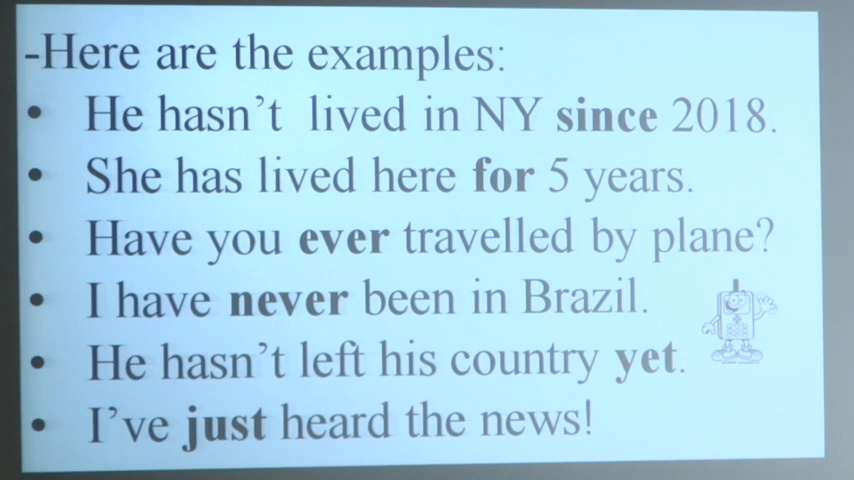 -Here are the examples:
• He hasn't lived in NY since 2018.
• She has lived here for 5 years.
• Have you ever travelled by plane?
• I have never been in Brazil.
• He hasn't left his country yet.
• I've just heard the news!